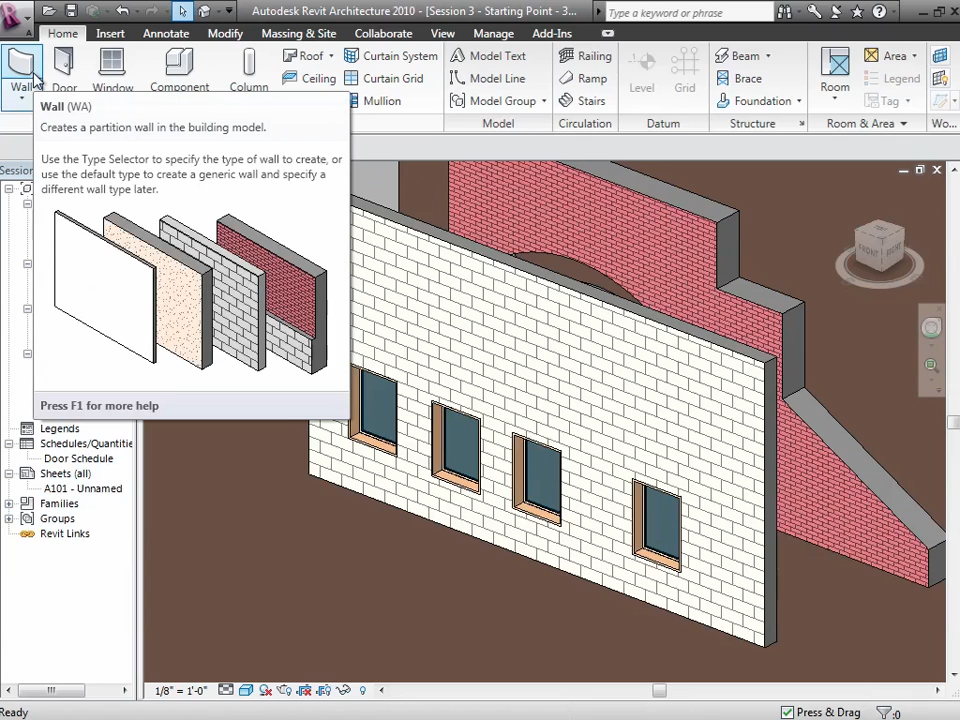 Autodesk Revit Architecture 2010 - [Session 3 - Starting Point - 3... Type a keyword or phrase
Home Insert Annotate Modify Massing & Site Collaborate View Manage Add-Ins
Roof Curtain System Model Text Railing Beam Area
Wall Door Window Component Column Ceiling Curtain Grid Model Line Ramp Level Grid Brace Room Legend
Mullion Model Group Stairs Foundation Tag
Model Circulation Datum Structure Room & Area Wo...
Wall (WA)
Creates a partition wall in the building model.
Use the Type Selector to specify the type of wall to create, or
use the default type to create a generic wall and specify a
different wall type later.
Press F1 for more help
Sessio
Legends
Schedules/Quantitie
Door Schedule
Sheets (all)
A101 - Unnamed
Families
Groups
Revit Links
FRONT
1/8" = 1'-0"
Ready Press & Drag :0